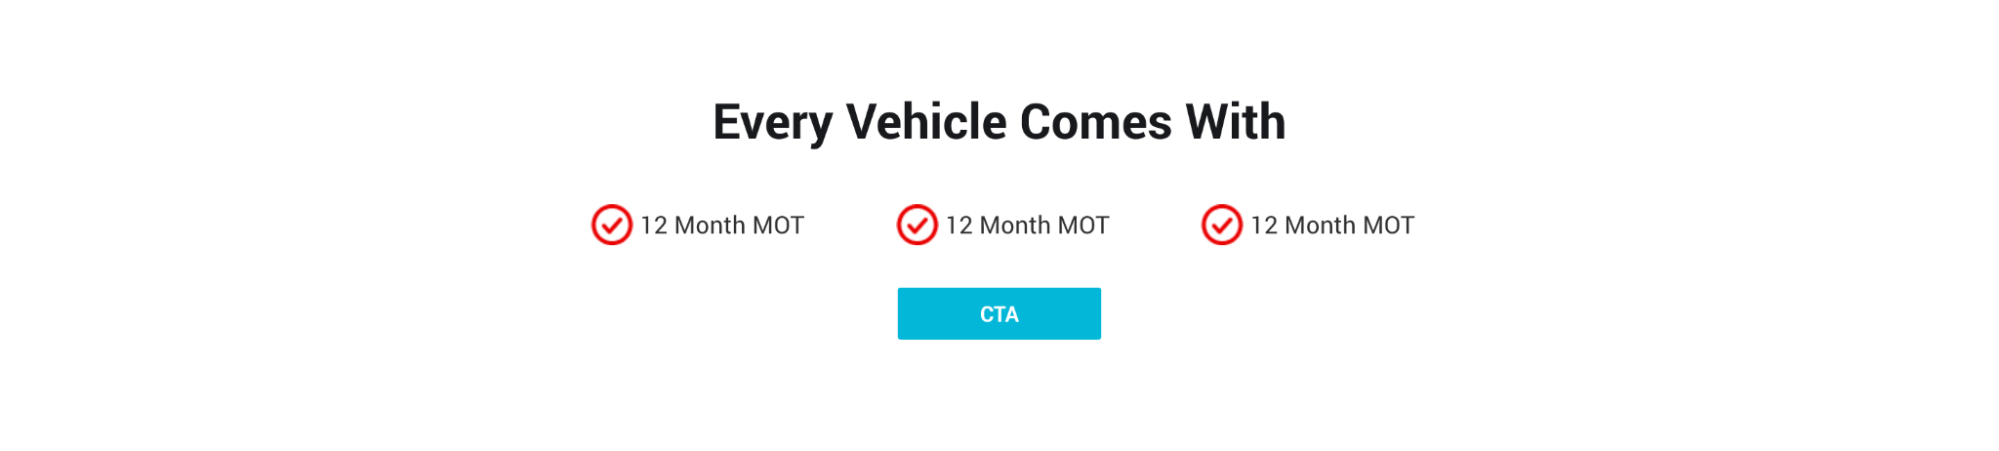 Every Vehicle Comes With
12 Month MOT 12 Month MOT 12 Month MOT
CTA